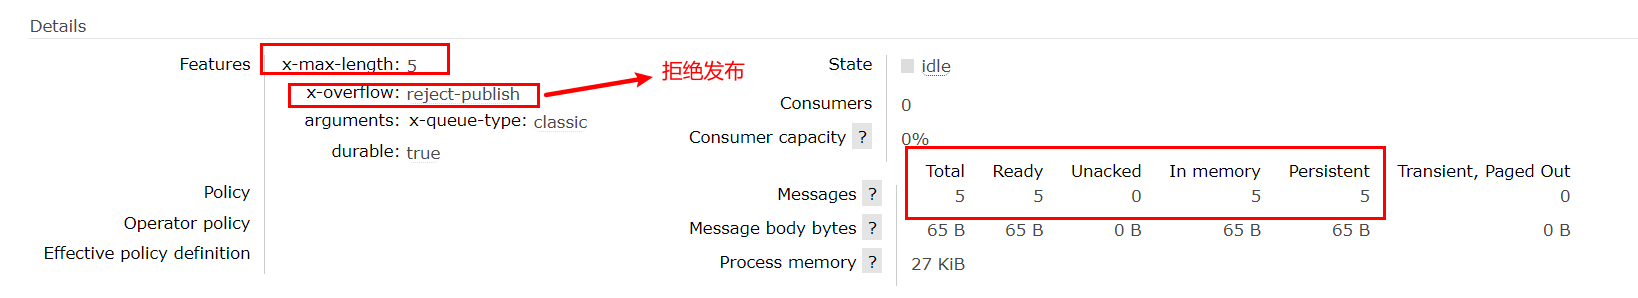 Details
Features
x-max-length: 5
x-overflow: reject-publish
arguments: x-queue-type: classic
durable: true
Policy
Operator policy
Effective policy definition
拒绝发布
State idle
Consumers 0
Consumer capacity ? 0%
Total Ready Unacked In memory Persistent Transient, Paged Out
Messages ? 5 5 0 5 5 0
Message body bytes ? 65 B 65 B 0 B 65 B 65 B 0 B
Process memory ? 27 KiB